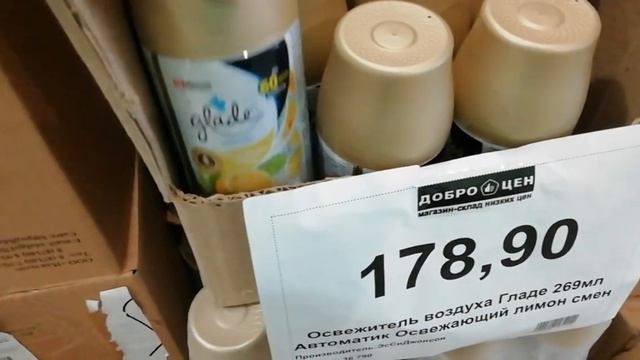 glade
ДОБРО ЦЕН
магазин-склад низких цен
178,90
Освежитель воздуха Гладе 269мл
Автоматик Освежающий лимон смен
Производитель: ЭсСиДжонсон